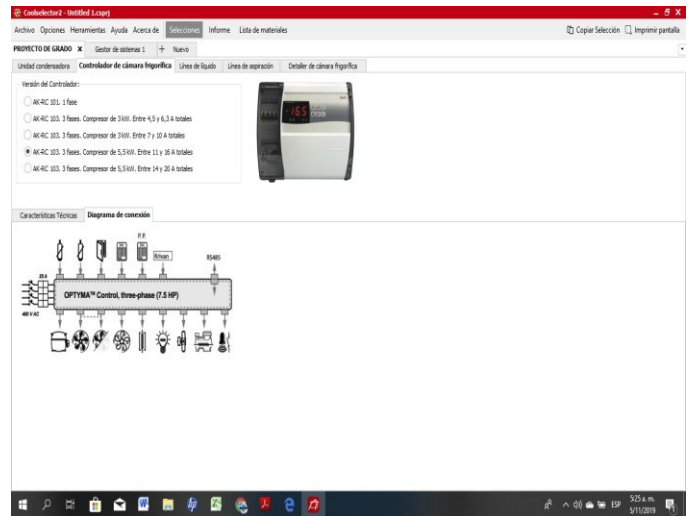 Coolselector2 - Untitled 1.csprj
Archivo Opciones Herramientas Ayuda Acerca de Selecciones Informe Lista de materiales Copiar Selección Imprimir pantalla
PROYECTO DE GRADO X Gestor de sistemas 1 + Nuevo
Unidad condensadora Controlador de cámara frigorífica Línea de líquido Línea de aspiración Detaller de cámara frigorífica
Versión del Controlador:
AK-RC 101. 1 fase
AK-RC 103. 3 fases. Compresor de 3 kW. Entre 4,5 y 6,3 A totales
AK-RC 103. 3 fases. Compresor de 3 kW. Entre 7 y 10 A totales
AK-RC 103. 3 fases. Compresor de 5,5 kW. Entre 11 y 16 A totales
AK-RC 103. 3 fases. Compresor de 5,5 kW. Entre 14 y 20 A totales
-16.5
Características Técnicas Diagrama de conexión
P.P.
Kriwan
RS485
25 A
OPTYMA™ Control, three-phase (7.5 HP)
400 V AC
ESP
5:25 a. m.
5/11/2019